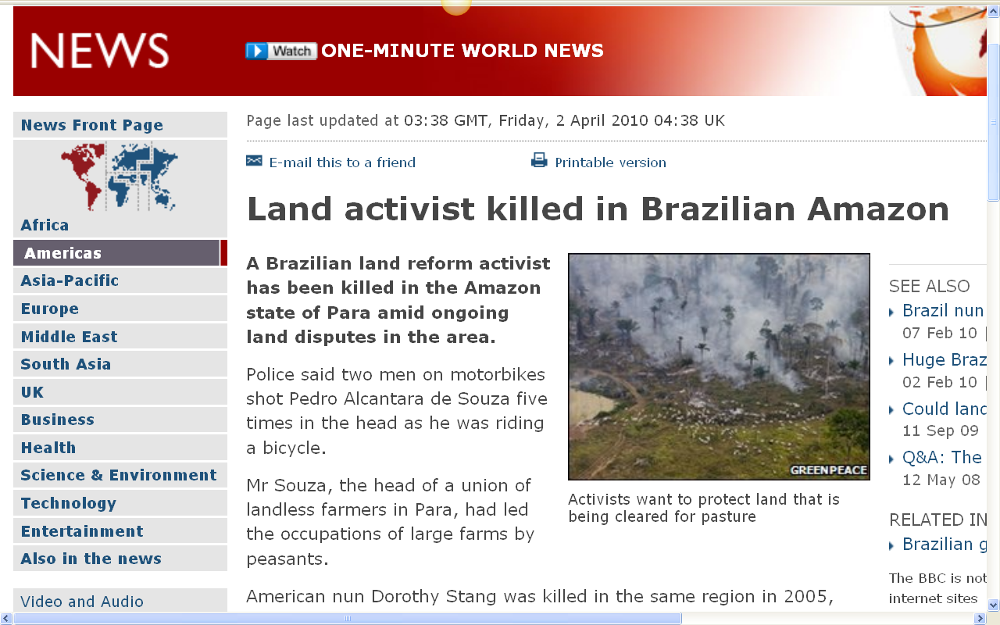 NEWS
Watch ONE-MINUTE WORLD NEWS
News Front Page
Africa
Americas
Asia-Pacific
Europe
Middle East
South Asia
UK
Business
Health
Science & Environment
Technology
Entertainment
Also in the news
Video and Audio
Page last updated at 03:38 GMT, Friday, 2 April 2010 04:38 UK
E-mail this to a friend
Printable version
Land activist killed in Brazilian Amazon
A Brazilian land reform activist
has been killed in the Amazon
state of Para amid ongoing
land disputes in the area.
Police said two men on motorbikes
shot Pedro Alcantara de Souza five
times in the head as he was riding
a bicycle.
Mr Souza, the head of a union of
landless farmers in Para, had led
the occupations of large farms by
peasants.
American nun Dorothy Stang was killed in the same region in 2005,
GREENPEACE
Activists want to protect land that is
being cleared for pasture
SEE ALSO
Brazil nun
07 Feb 10 |
Huge Braz
02 Feb 10 |
Could land
11 Sep 09
Q&A: The
12 May 08
RELATED IN
Brazilian g
The BBC is not
internet sites